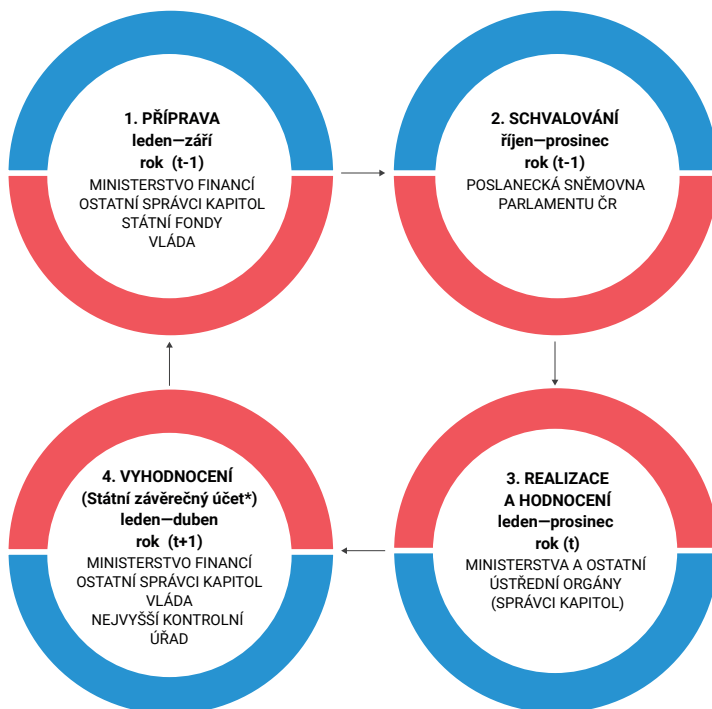 1. PŘÍPRAVA
leden—září
rok (t-1)
MINISTERSTVO FINANCÍ
OSTATNÍ SPRÁVCI KAPITOL
STÁTNÍ FONDY
VLÁDA
2. SCHVALOVÁNÍ
říjen—prosinec
rok (t-1)
POSLANECKÁ SNĚMOVNA
PARLAMENTU ČR
3. REALIZACE
A HODNOCENÍ
leden—prosinec
rok (t)
MINISTERSTVA A OSTATNÍ
ÚSTŘEDNÍ ORGÁNY
(SPRÁVCI KAPITOL)
4. VYHODNOCENÍ
(Státní závěrečný účet*)
leden—duben
rok (t+1)
MINISTERSTVO FINANCÍ
OSTATNÍ SPRÁVCI KAPITOL
VLÁDA
NEJVYŠŠÍ KONTROLNÍ
ÚŘAD